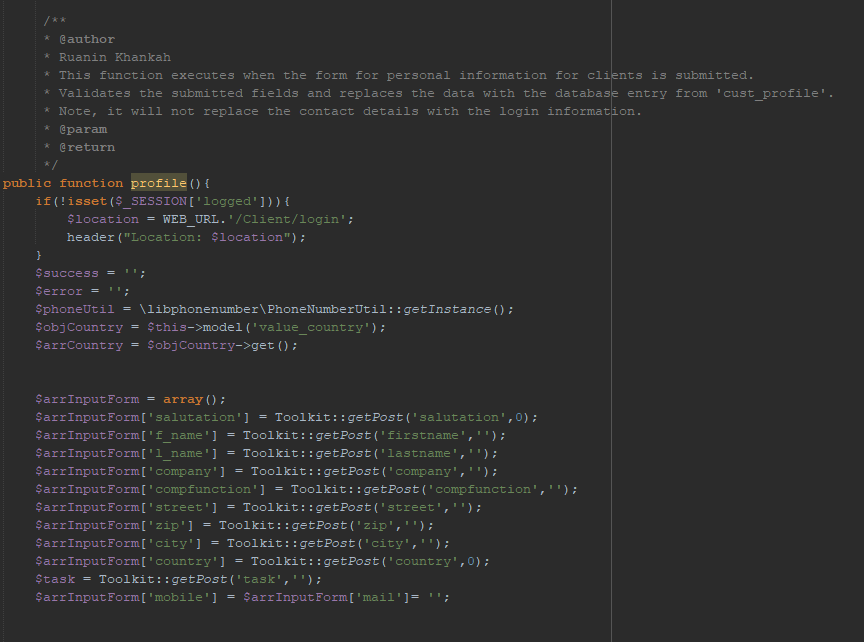 /**
* @author
* Ruanin Khankah
* This function executes when the form for personal information for clients is submitted.
* Validates the submitted fields and replaces the data with the database entry from 'cust_profile'.
* Note, it will not replace the contact details with the login information.
* @param
* @return
*/
public function profile(){
if(!isset($_SESSION['logged'])){
$location = WEB_URL.'/Client/login';
header("Location: $location");
}
$success = '';
$error = '';
$phoneUtil = \libphonenumber\PhoneNumberUtil::getInstance();
$objCountry = $this->model('value_country');
$arrCountry = $objCountry->get();
$arrInputForm = array();
$arrInputForm['salutation'] = Toolkit::getPost('salutation',0);
$arrInputForm['f_name'] = Toolkit::getPost('firstname','');
$arrInputForm['l_name'] = Toolkit::getPost('lastname','');
$arrInputForm['company'] = Toolkit::getPost('company','');
$arrInputForm['compfunction'] = Toolkit::getPost('compfunction','');
$arrInputForm['street'] = Toolkit::getPost('street','');
$arrInputForm['zip'] = Toolkit::getPost('zip','');
$arrInputForm['city'] = Toolkit::getPost('city','');
$arrInputForm['country'] = Toolkit::getPost('country',0);
$task = Toolkit::getPost('task','');
$arrInputForm['mobile'] = $arrInputForm['mail']= '';